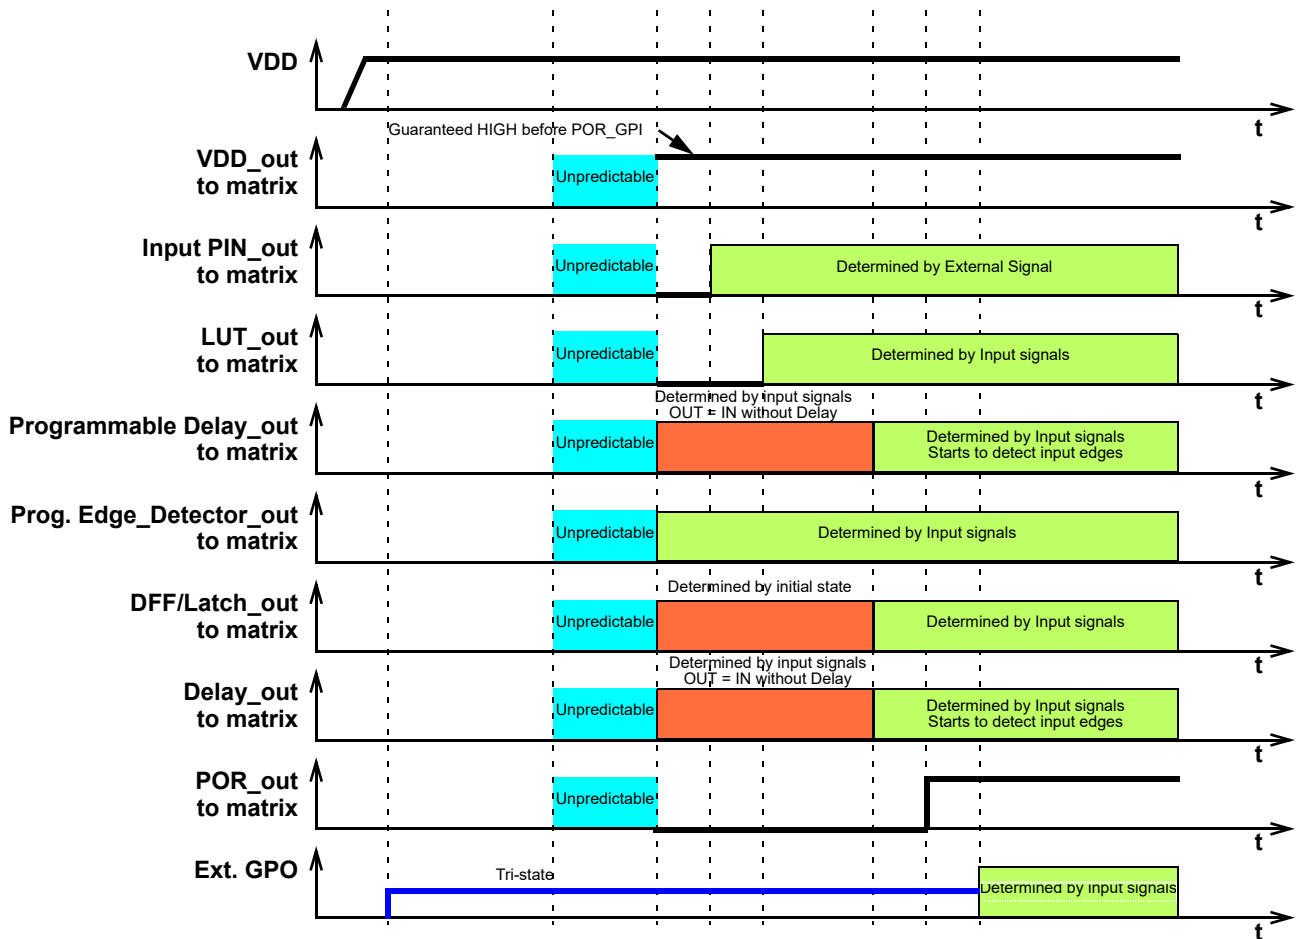 VDD
t
Guaranteed HIGH before POR_GPI
VDD_out
to matrix
Unpredictable
t
Input PIN_out
to matrix
Unpredictable
Determined by External Signal
t
LUT_out
to matrix
Unpredictable
Determined by Input signals
t
Determined by input signals
OUT = IN without Delay
Programmable Delay_out
to matrix
Unpredictable
Determined by Input signals
Starts to detect input edges
t
Prog. Edge_Detector_out
to matrix
Unpredictable
Determined by Input signals
t
Determined by initial state
DFF/Latch_out
to matrix
Unpredictable
Determined by Input signals
t
Determined by input signals
OUT = IN without Delay
Delay_out
to matrix
Unpredictable
Determined by Input signals
Starts to detect input edges
t
POR_out
to matrix
Unpredictable
t
Ext. GPO
Tri-state
Determined by input signals
t